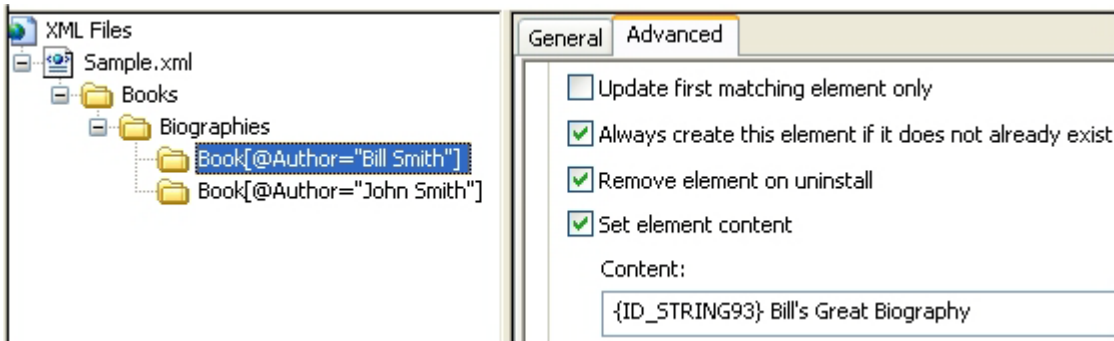 XML Files
Sample.xml
Books
Biographies
Book[@Author="Bill Smith"]
Book[@Author="John Smith"]
General
Advanced
Update first matching element only
Always create this element if it does not already exist
Remove element on uninstall
Set element content
Content:
{ID_STRING93} Bill's Great Biography